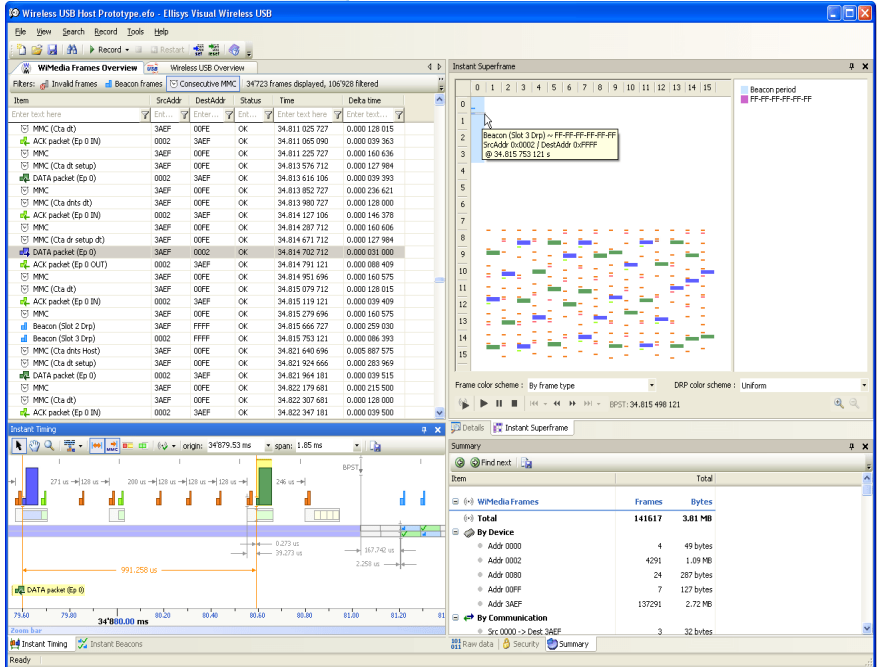 Wireless USB Host Prototype.efo - Ellisys Visual Wireless USB
File View Search Record Tools Help
Record Restart
WiMedia Frames Overview Wireless USB Overview
Filters: Invalid frames Beacon frames Consecutive MMC 34'723 frames displayed, 106'928 filtered
Item SrcAddr DestAddr Status Time Delta time
Enter text here Ent... Enter... Ent... Enter text here Enter text...
MMC (Cta dt) 3AEF 00FE OK 34.811 025 727 0.000 128 015
ACK packet (Ep 0 IN) 0002 3AEF OK 34.811 065 090 0.000 039 363
MMC 3AEF 00FE OK 34.811 225 727 0.000 160 636
MMC (Cta dt setup) 3AEF 00FE OK 34.813 576 712 0.000 127 984
DATA packet (Ep 0) 0002 3AEF OK 34.813 616 106 0.000 039 393
MMC 3AEF 00FE OK 34.813 852 727 0.000 236 621
MMC (Cta dnts dt) 3AEF 00FE OK 34.813 980 727 0.000 128 000
ACK packet (Ep 0 IN) 0002 3AEF OK 34.814 127 106 0.000 146 378
MMC 3AEF 00FE OK 34.814 287 712 0.000 160 606
MMC (Cta dr setup dt) 3AEF 00FE OK 34.814 671 712 0.000 127 984
DATA packet (Ep 0) 3AEF 0002 OK 34.814 702 712 0.000 031 000
ACK packet (Ep 0 OUT) 0002 3AEF OK 34.814 791 121 0.000 088 409
MMC 3AEF 00FE OK 34.814 951 696 0.000 160 575
MMC (Cta dt) 3AEF 00FE OK 34.815 079 712 0.000 128 015
ACK packet (Ep 0 IN) 0002 3AEF OK 34.815 119 121 0.000 039 409
MMC 3AEF 00FE OK 34.815 279 696 0.000 160 575
Beacon (Slot 2 Drp) 3AEF FFFF OK 34.815 666 727 0.000 259 030
Beacon (Slot 3 Drp) 0002 FFFF OK 34.815 753 121 0.000 086 393
MMC (Cta dnts Host) 3AEF 00FE OK 34.821 640 696 0.005 887 575
MMC (Cta dt setup) 3AEF 00FE OK 34.821 924 666 0.000 283 969
DATA packet (Ep 0) 0002 3AEF OK 34.821 964 181 0.000 039 515
MMC 3AEF 00FE OK 34.822 179 681 0.000 215 500
MMC (Cta dt) 3AEF 00FE OK 34.822 307 681 0.000 128 000
ACK packet (Ep 0 IN) 0002 3AEF OK 34.822 347 181 0.000 039 500
Instant Superframe
0 1 2 3 4 5 6 7 8 9 10 11 12 13 14 15
0
1
2
3
4
5
6
7
8
9
10
11
12
13
14
15
Beacon (Slot 3 Drp) ~ FF-FF-FF-FF-FF-FF
SrcAddr 0x0002 / DestAddr 0xFFFF
@ 34.815 753 121 s
Beacon period
FF-FF-FF-FF-FF-FF
Frame color scheme : By frame type DRP color scheme : Uniform
BPST: 34.815 498 121
Details Instant Superframe
Instant Timing
origin: 34'879.53 ms span: 1.85 ms
BPST
271 us 128 us 200 us 128 us 128 us 128 us 246 us
0.273 us
39.273 us
167.742 us
2.258 us
991.258 us
DATA packet (Ep 0)
79.60 79.80 34'880.00 ms 80.20 80.40 80.60 80.80 81.00 81.20 81
Zoom bar
Instant Timing Instant Beacons
Summary
Find next
Item Total
WiMedia Frames Frames Bytes
Total 141617 3.81 MB
By Device
Addr 0000 4 49 bytes
Addr 0002 4291 1.09 MB
Addr 0080 24 287 bytes
Addr 00FF 7 127 bytes
Addr 3AEF 137291 2.72 MB
By Communication
Src 0000 -> Dest 3AEF 3 32 bytes
Raw data Security Summary
Ready